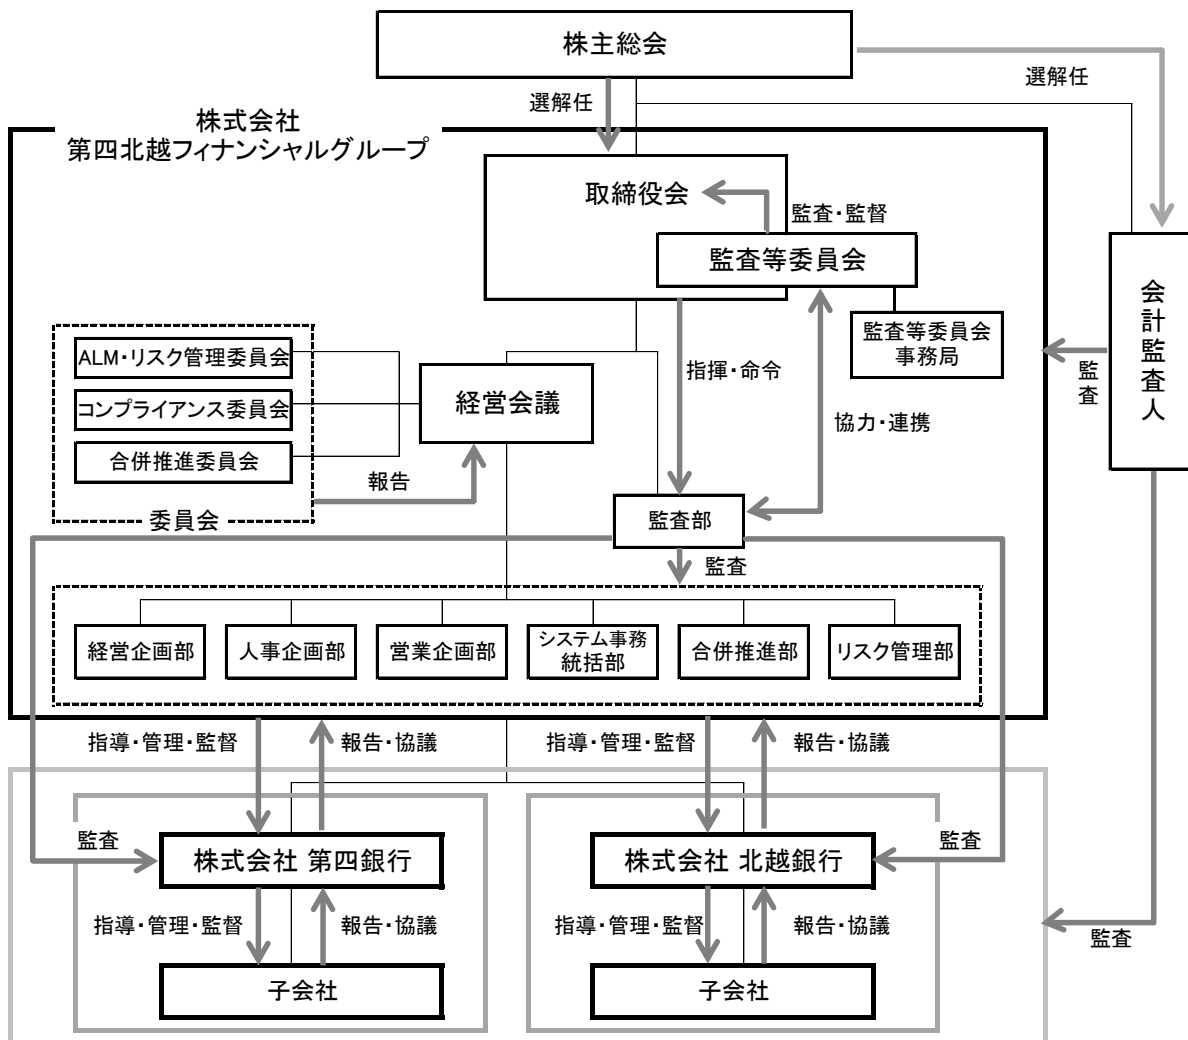 株主総会
選解任
選解任
株式会社
第四北越フィナンシャルグループ
取締役会
監査・監督
監査等委員会
監査等委員会
事務局
会計監査人
監査
ALM・リスク管理委員会
コンプライアンス委員会
合併推進委員会
委員会
経営会議
報告
指揮・命令
協力・連携
監査部
監査
経営企画部
人事企画部
営業企画部
システム事務
統括部
合併推進部
リスク管理部
指導・管理・監督
報告・協議
指導・管理・監督
報告・協議
監査
株式会社 第四銀行
株式会社 北越銀行
監査
指導・管理・監督
報告・協議
指導・管理・監督
報告・協議
監査
子会社
子会社